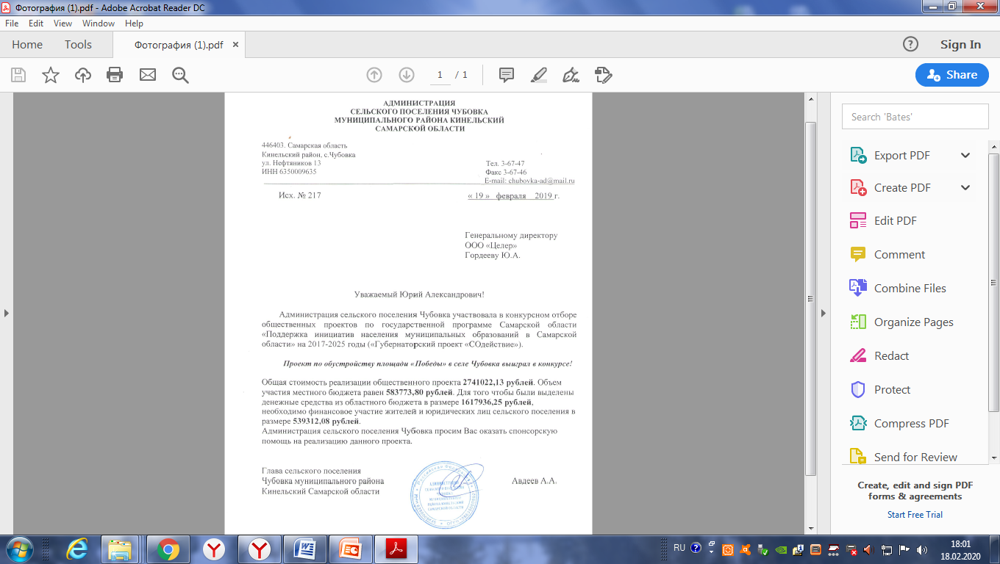 Фотография (1).pdf - Adobe Acrobat Reader DC
File Edit View Window Help
Home Tools Фотография (1).pdf ×
1 / 1
Sign In
Share
АДМИНИСТРАЦИЯ
СЕЛЬСКОГО ПОСЕЛЕНИЯ ЧУБОВКА
МУНИЦИПАЛЬНОГО РАЙОНА КИНЕЛЬСКИЙ
САМАРСКОЙ ОБЛАСТИ
446403. Самарская область
Кинельский район, с.Чубовка
ул. Нефтяников 13
ИНН 6350009635
Тел. 3-67-47
Факс 3-67-46
E-mail: chubovka-ad@mail.ru
Исх. № 217
« 19 » февраля 2019 г.
Генеральному директору
ООО «Целер»
Гордееву Ю.А.
Уважаемый Юрий Александрович!
Администрация сельского поселения Чубовка участвовала в конкурсном отборе
общественных проектов по государственной программе Самарской области
«Поддержка инициатив населения муниципальных образований в Самарской
области» на 2017-2025 годы («Губернаторский проект «СОдействие»).
Проект по обустройству площади «Победы» в селе Чубовка выиграл в конкурсе!
Общая стоимость реализации общественного проекта 2741022,13 рублей. Объем
участия местного бюджета равен 583773,80 рублей. Для того чтобы были выделены
денежные средства из областного бюджета в размере 1617936,25 рублей,
необходимо финансовое участие жителей и юридических лиц сельского поселения в
размере 539312,08 рублей.
Администрация сельского поселения Чубовка просим Вас оказать спонсорскую
помощь на реализацию данного проекта.
Глава сельского поселения
Чубовка муниципального района
Кинельский Самарской области
Авдеев А.А.
Search 'Bates'
Export PDF
Create PDF
Edit PDF
Comment
Combine Files
Organize Pages
Redact
Protect
Compress PDF
Send for Review
Create, edit and sign PDF
forms & agreements
Start Free Trial
RU
18:01
18.02.2020